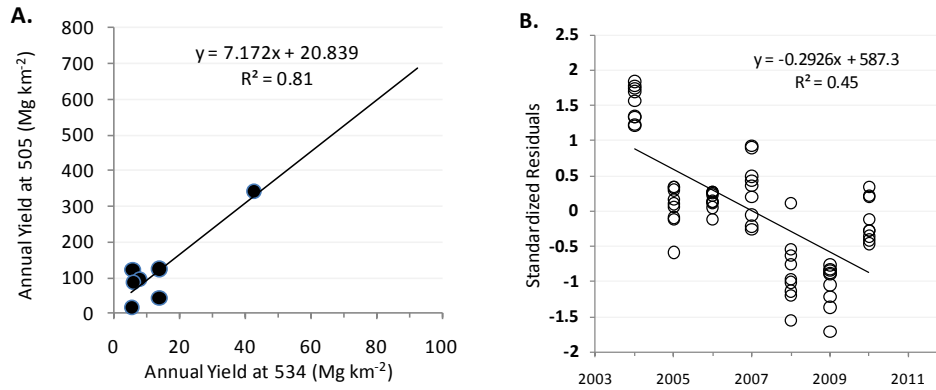 A.
y = 7.172x + 20.839
R² = 0.81
Annual Yield at 505 (Mg km⁻²)
800
700
600
500
400
300
200
100
0
0 20 40 60 80 100
Annual Yield at 534 (Mg km⁻²)
B.
y = -0.2926x + 587.3
R² = 0.45
Standardized Residuals
2.5
2
1.5
1
0.5
0
-0.5
-1
-1.5
-2
2003 2005 2007 2009 2011